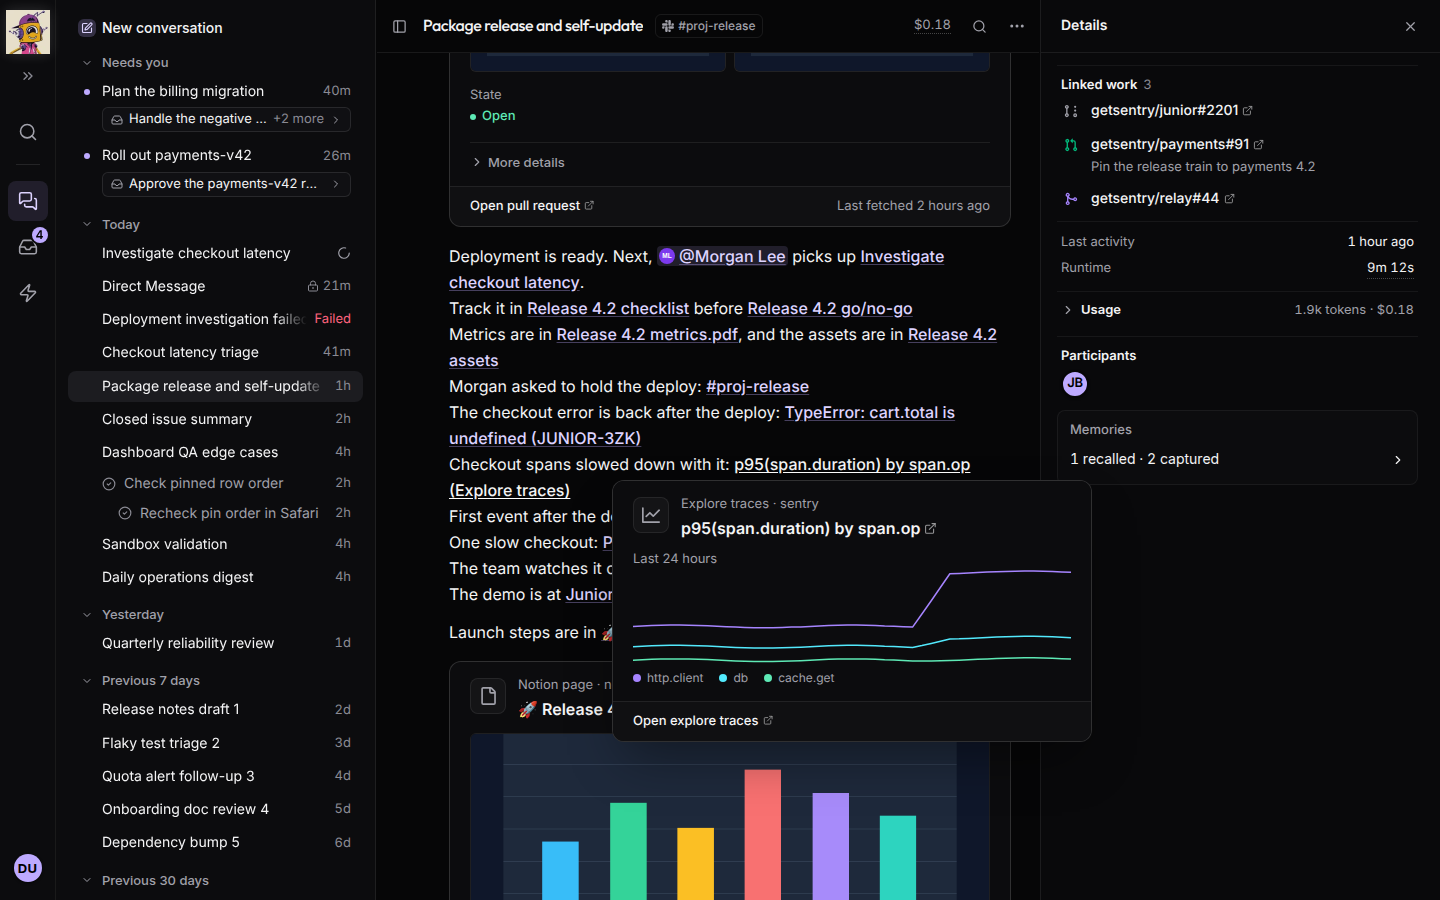 New conversation
Needs you
Plan the billing migration 40m
Handle the negative ... +2 more
Roll out payments-v42 26m
Approve the payments-v42 r...
Today
Investigate checkout latency
Direct Message 21m
Deployment investigation failed Failed
Checkout latency triage 41m
Package release and self-update 1h
Closed issue summary 2h
Dashboard QA edge cases 4h
Check pinned row order 2h
Recheck pin order in Safari 2h
Sandbox validation 4h
Daily operations digest 4h
Yesterday
Quarterly reliability review 1d
Previous 7 days
Release notes draft 1 2d
Flaky test triage 2 3d
Quota alert follow-up 3 4d
Onboarding doc review 4 5d
Dependency bump 5 6d
Previous 30 days
4
DU
Package release and self-update #proj-release $0.18
State
Open
More details
Open pull request Last fetched 2 hours ago
Deployment is ready. Next, ML @Morgan Lee picks up Investigate
checkout latency.
Track it in Release 4.2 checklist before Release 4.2 go/no-go
Metrics are in Release 4.2 metrics.pdf, and the assets are in Release 4.2
assets
Morgan asked to hold the deploy: #proj-release
The checkout error is back after the deploy: TypeError: cart.total is
undefined (JUNIOR-3ZK)
Checkout spans slowed down with it: p95(span.duration) by span.op
(Explore traces)
First event after the d
One slow checkout: P
The team watches it o
The demo is at Junior
Launch steps are in 🚀
Notion page · n
🚀 Release 4
Explore traces · sentry
p95(span.duration) by span.op
Last 24 hours
http.client db cache.get
Open explore traces
Details
Linked work 3
getsentry/junior#2201
getsentry/payments#91
Pin the release train to payments 4.2
getsentry/relay#44
Last activity 1 hour ago
Runtime 9m 12s
Usage 1.9k tokens · $0.18
Participants
JB
Memories
1 recalled · 2 captured